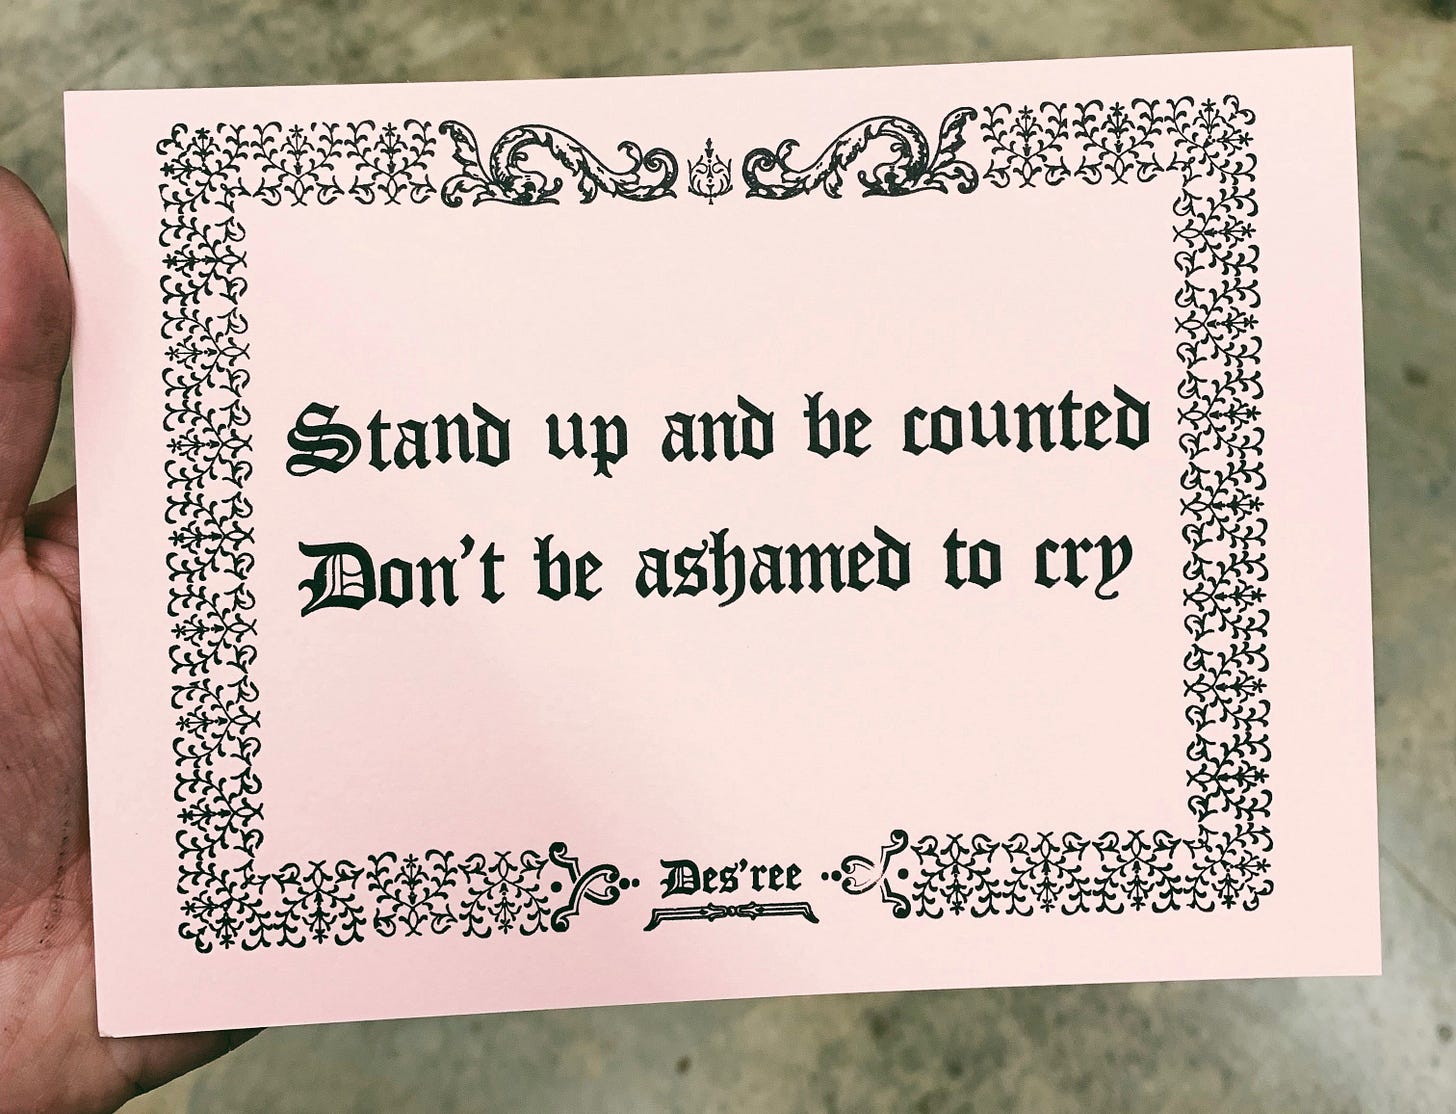 Stand up and be counted
Don't be ashamed to cry
Des'ree